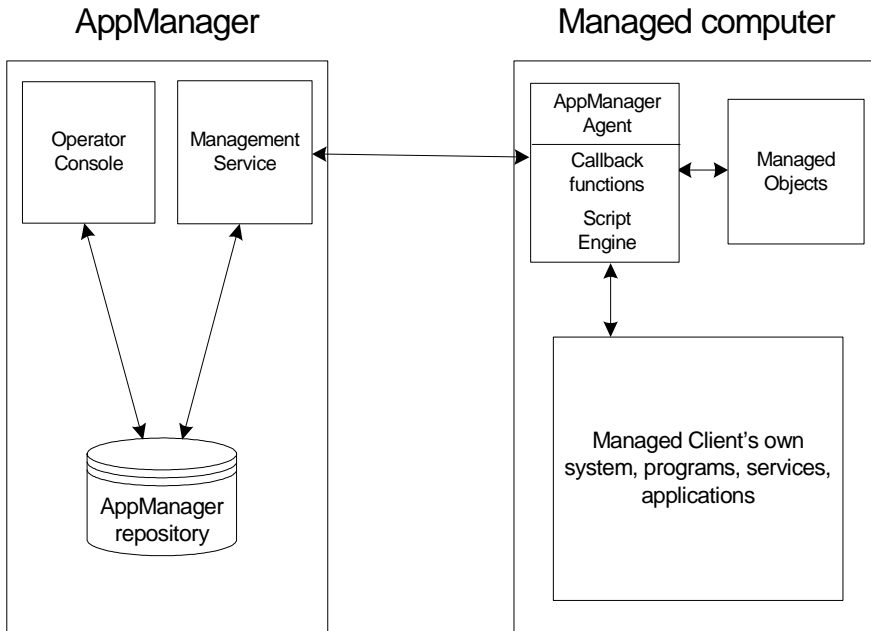 AppManager
Managed computer
Operator
Console
Management
Service
AppManager
Agent
Callback
functions
Script
Engine
Managed
Objects
Managed Client's own
system, programs, services,
applications
AppManager
repository